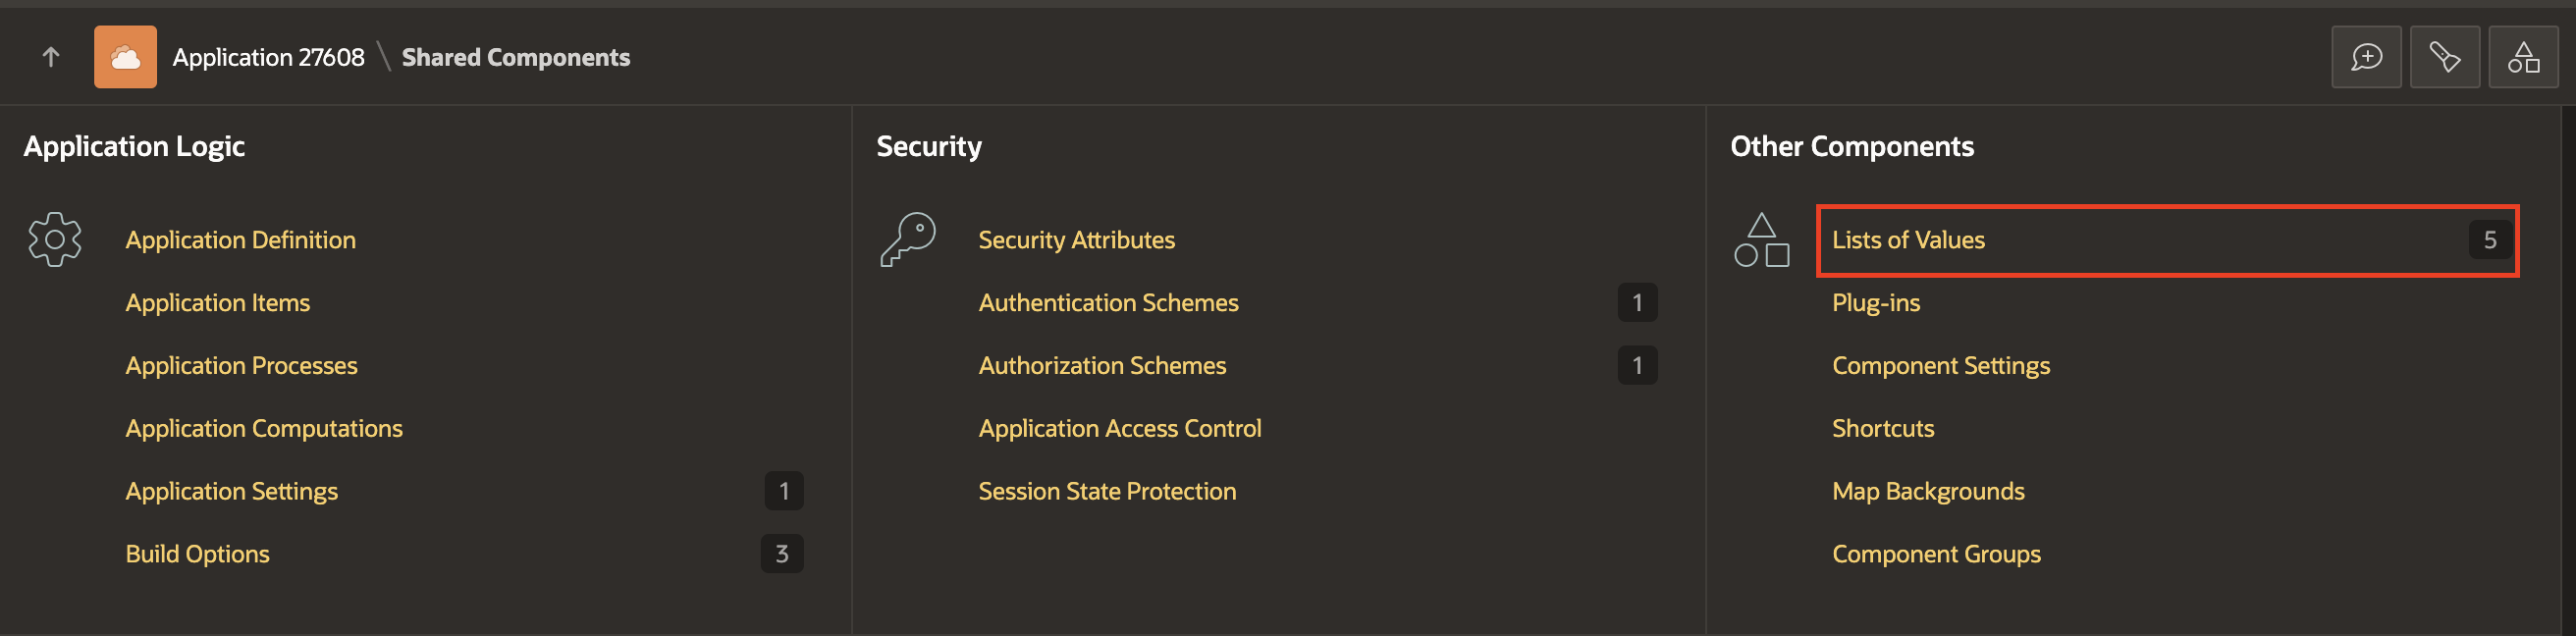 Application 27608 \ Shared Components
Application Logic
Application Definition
Application Items
Application Processes
Application Computations
Application Settings 1
Build Options 3
Security
Security Attributes
Authentication Schemes 1
Authorization Schemes 1
Application Access Control
Session State Protection
Other Components
Lists of Values 5
Plug-ins
Component Settings
Shortcuts
Map Backgrounds
Component Groups